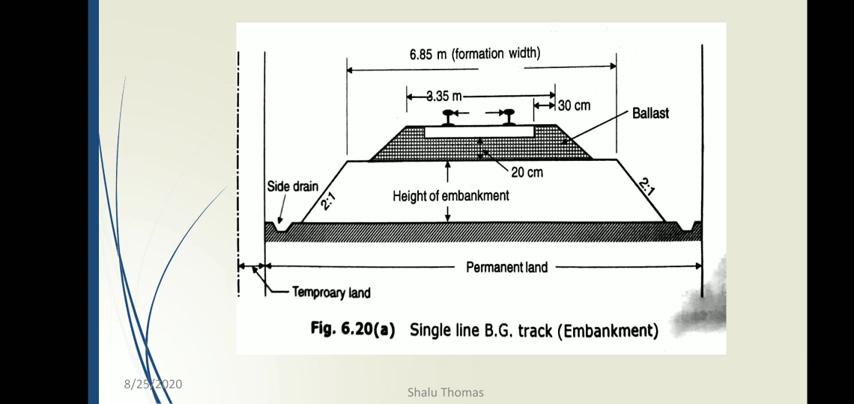 6.85 m (formation width)
3.35 m
30 cm
Ballast
20 cm
Side drain
2:1
Height of embankment
2:1
Permanent land
Temproary land
Fig. 6.20(a) Single line B.G. track (Embankment)
8/25/2020
Shalu Thomas